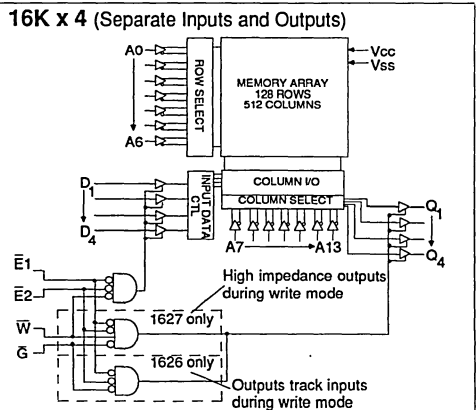 16K x 4 (Separate Inputs and Outputs)
A0
A6
ROW SELECT
MEMORY ARRAY
128 ROWS
512 COLUMNS
Vcc
Vss
D1
D4
INPUT DATA
CTL
COLUMN I/O
COLUMN SELECT
A7
A13
Q1
Q4
E̅1
E̅2
W̅
G̅
High impedance outputs
during write mode
1627 only
1626 only
Outputs track inputs
during write mode